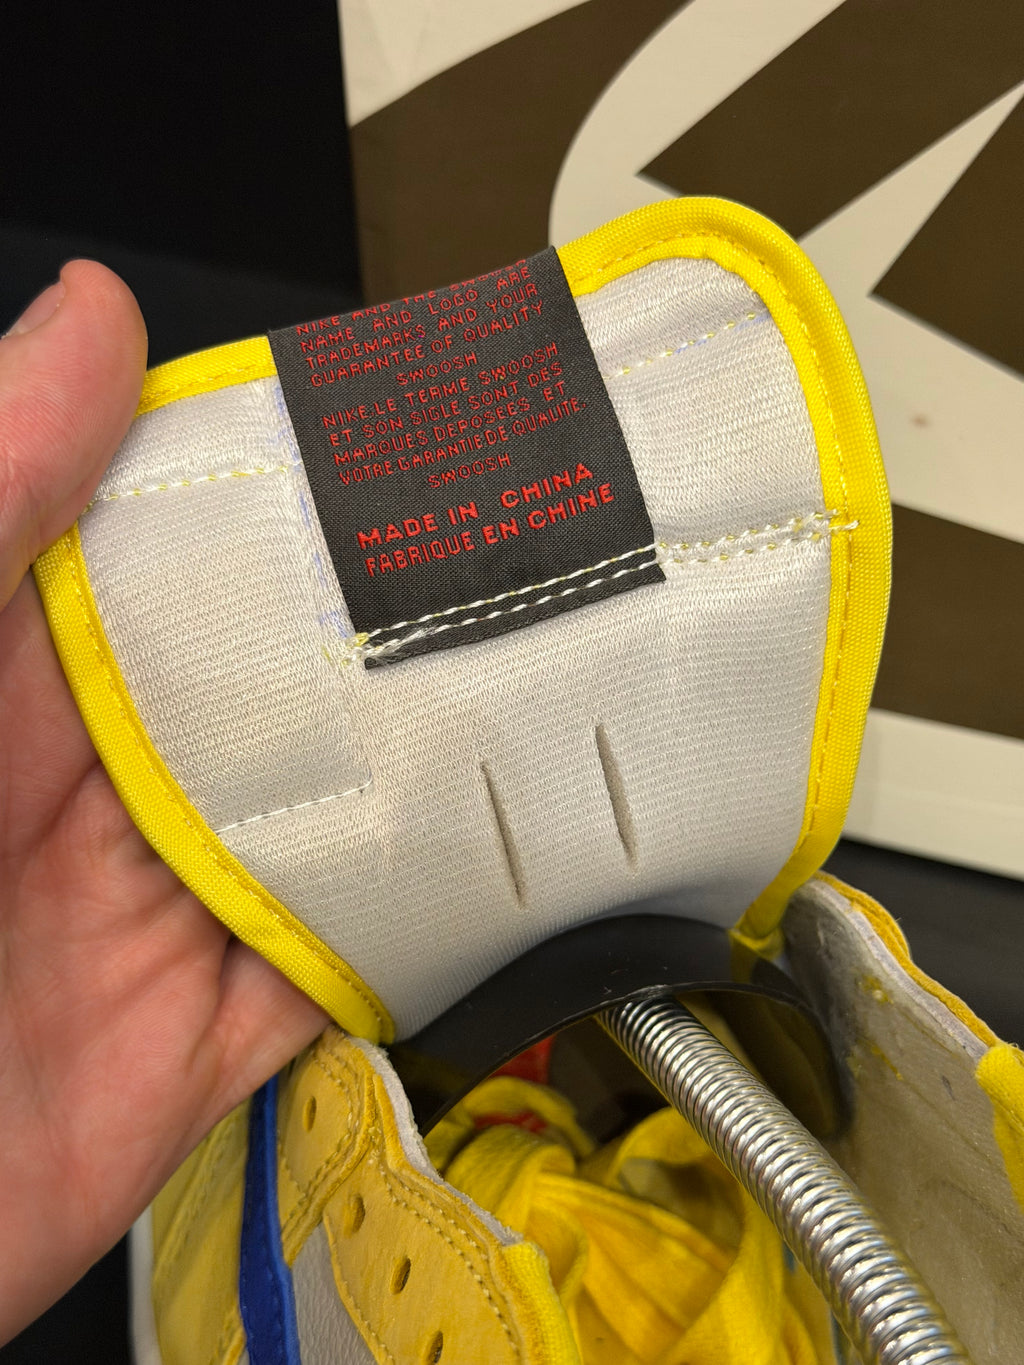 NIKE AND THE SWOOSH
NAME AND LOGO ARE
TRADEMARKS AND YOUR
GUARANTEE OF QUALITY
SWOOSH
NIKE:LE TERME SWOOSH
ET SON SIGLE SONT DES
MARQUES DEPOSEES ET
VOTRE GARANTIE DE QUALITE.
SWOOSH
MADE IN CHINA
FABRIQUE EN CHINE